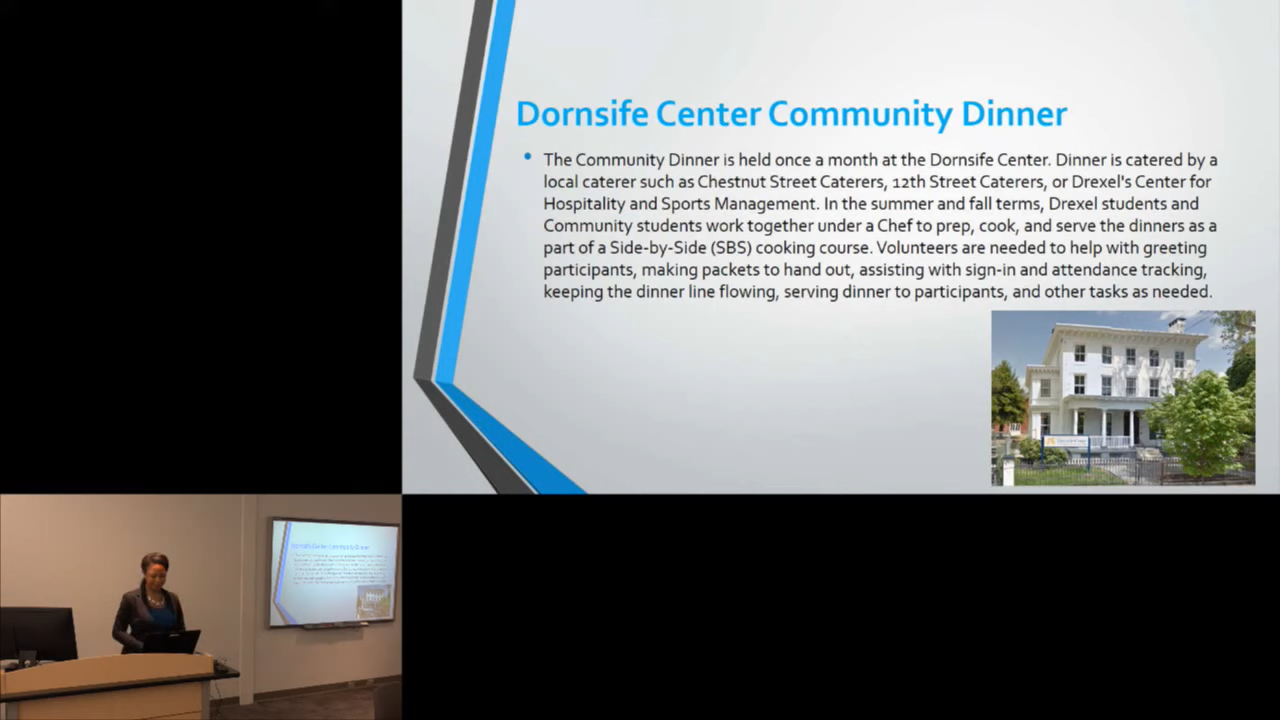 Dornsife Center Community Dinner
• The Community Dinner is held once a month at the Dornsife Center. Dinner is catered by a
local caterer such as Chestnut Street Caterers, 12th Street Caterers, or Drexel's Center for
Hospitality and Sports Management. In the summer and fall terms, Drexel students and
Community students work together under a Chef to prep, cook, and serve the dinners as a
part of a Side-by-Side (SBS) cooking course. Volunteers are needed to help with greeting
participants, making packets to hand out, assisting with sign-in and attendance tracking,
keeping the dinner line flowing, serving dinner to participants, and other tasks as needed.
Dornsife Center Community Dinner